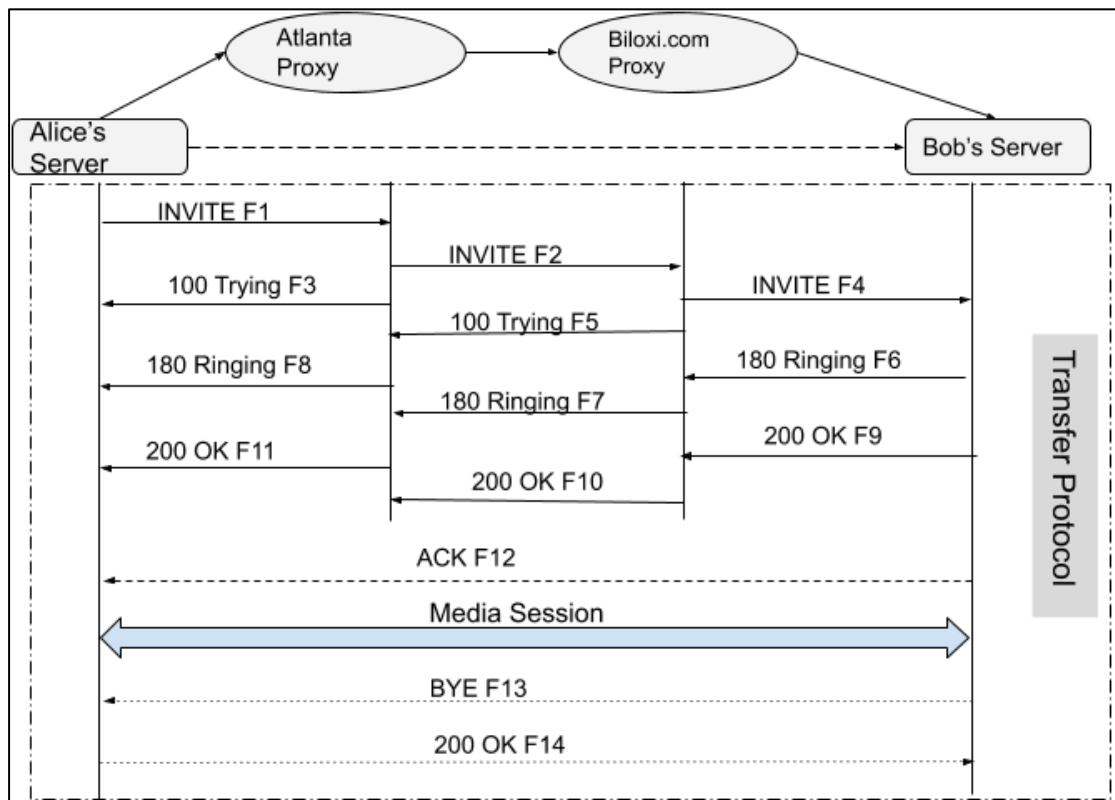 Atlanta
Proxy
Biloxi.com
Proxy
Alice's
Server
Bob's Server
INVITE F1
INVITE F2
100 Trying F3
INVITE F4
100 Trying F5
180 Ringing F8
180 Ringing F6
180 Ringing F7
200 OK F11
200 OK F9
200 OK F10
Transfer Protocol
ACK F12
Media Session
BYE F13
200 OK F14